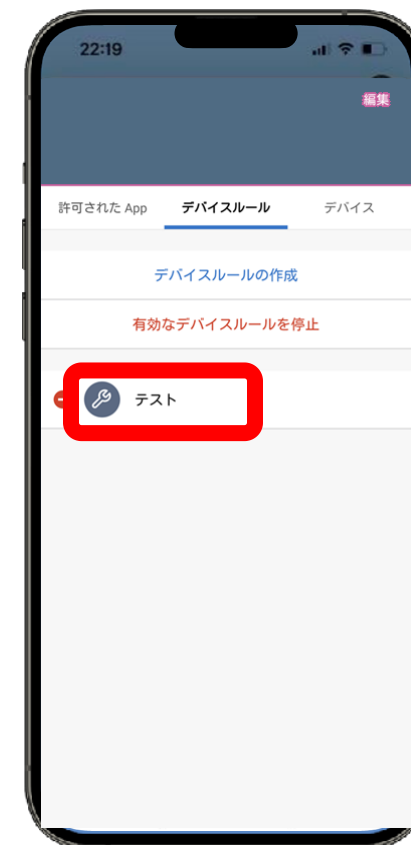 22:19
編集
許可された App デバイスルール デバイス
デバイスルールの作成
有効なデバイスルールを停止
テスト